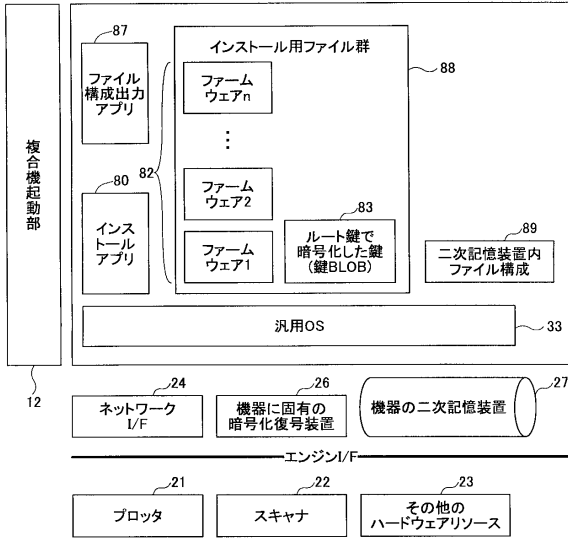 87
ファイル
構成出力
アプリ
インストール用ファイル群
88
ファーム
ウェアn
⋮
82
ファーム
ウェア2
ファーム
ウェア1
83
ルート鍵で
暗号化した鍵
(鍵BLOB)
80
インス
トール
アプリ
89
二次記憶装置内
ファイル構成
複合機起動部
12
汎用OS
33
24
ネットワーク
I/F
26
機器に固有の
暗号化復号装置
27
機器の二次記憶装置
エンジンI/F
21
プロッタ
22
スキャナ
23
その他の
ハードウェアリソース